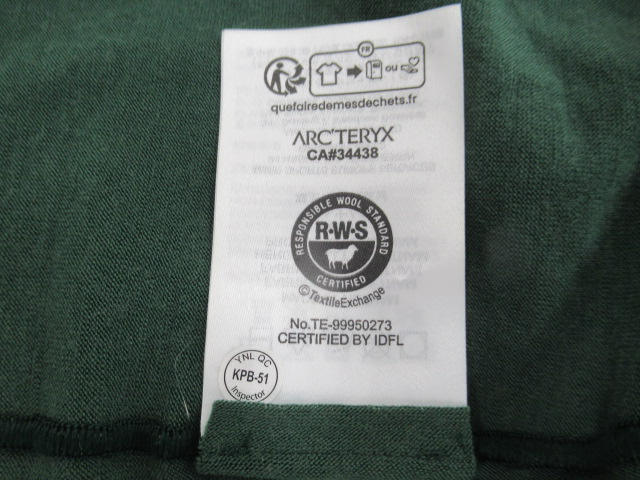 FR
ou
quefairedemesdechets.fr
ARC'TERYX
CA#34438
RESPONSIBLE WOOL STANDARD
R•W•S
CERTIFIED
©TextileExchange
No.TE-99950273
CERTIFIED BY IDFL
YNL QC
KPB-51
Inspector